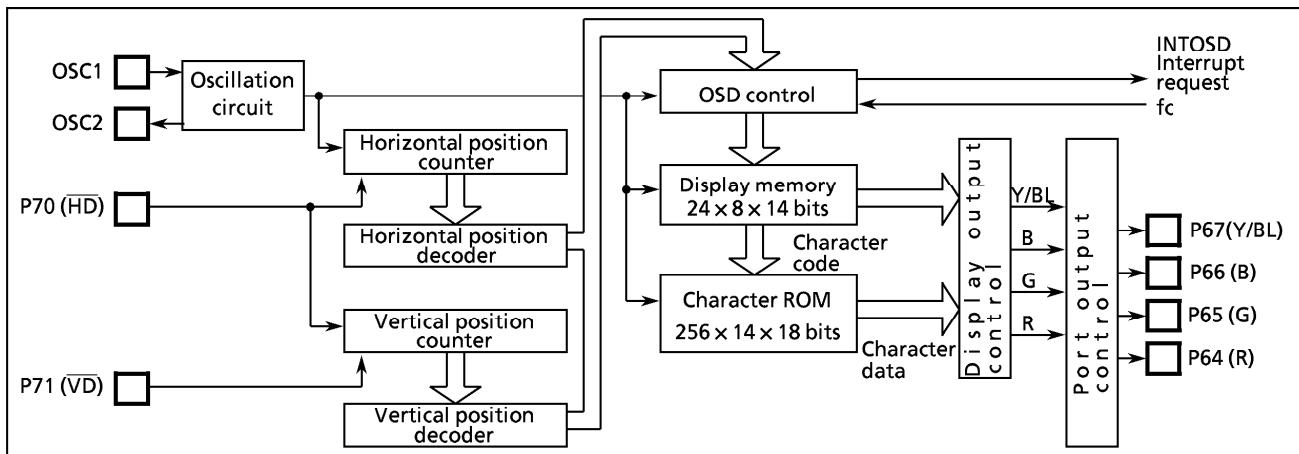 OSC1
OSC2
Oscillation
circuit
P70 (H̅D̅)
P71 (V̅D̅)
Horizontal position
counter
Horizontal position
decoder
Vertical position
counter
Vertical position
decoder
OSD control
Display memory
24 × 8 × 14 bits
Character
code
Character ROM
256 × 14 × 18 bits
Character
data
INTOSD
Interrupt
request
fc
Display output
control
Y/BL
B
G
R
Port output
control
P67(Y/BL)
P66 (B)
P65 (G)
P64 (R)